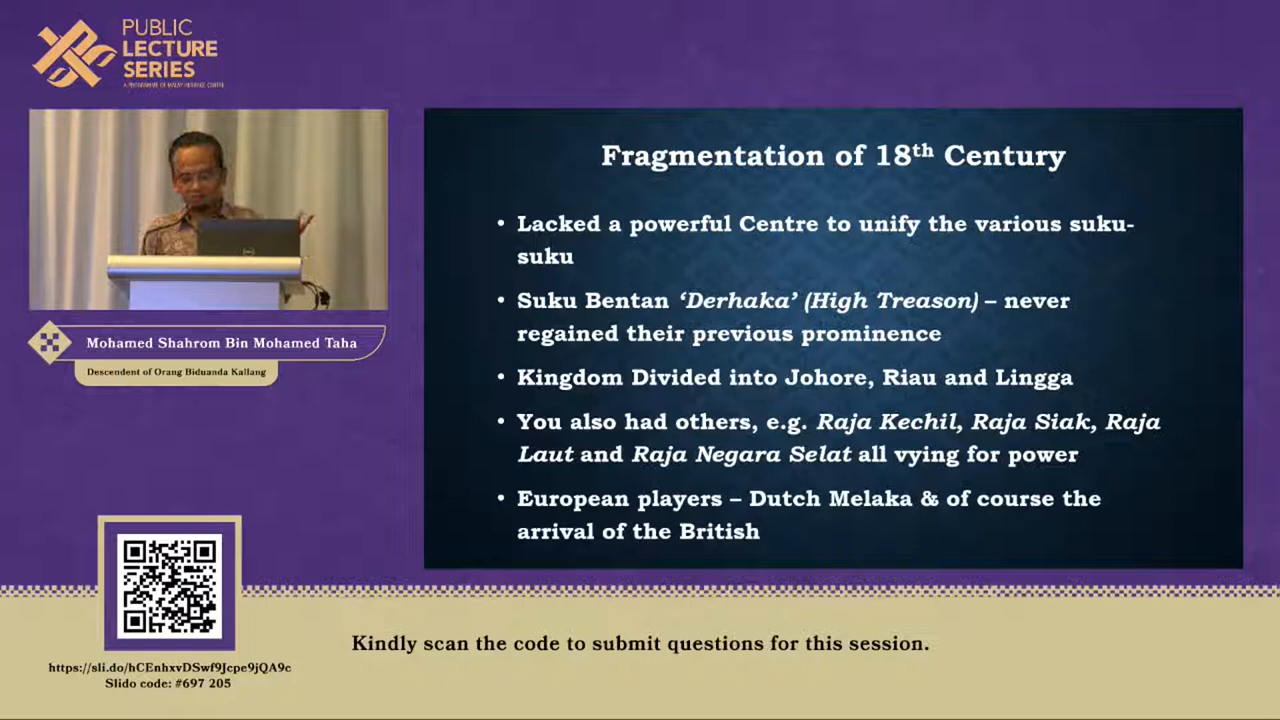 PUBLIC
LECTURE
SERIES
A PROGRAMME OF MALAY HERITAGE CENTRE
Mohamed Shahrom Bin Mohamed Taha
Descendent of Orang Biduanda Kallang
Fragmentation of 18th Century
• Lacked a powerful Centre to unify the various suku-
suku
• Suku Bentan ‘Derhaka’ (High Treason) – never
regained their previous prominence
• Kingdom Divided into Johore, Riau and Lingga
• You also had others, e.g. Raja Kechil, Raja Siak, Raja
Laut and Raja Negara Selat all vying for power
• European players – Dutch Melaka & of course the
arrival of the British
Kindly scan the code to submit questions for this session.
https://sli.do/hCEnhxvDSwf9Jcpe9jQA9c
Slido code: #697 205